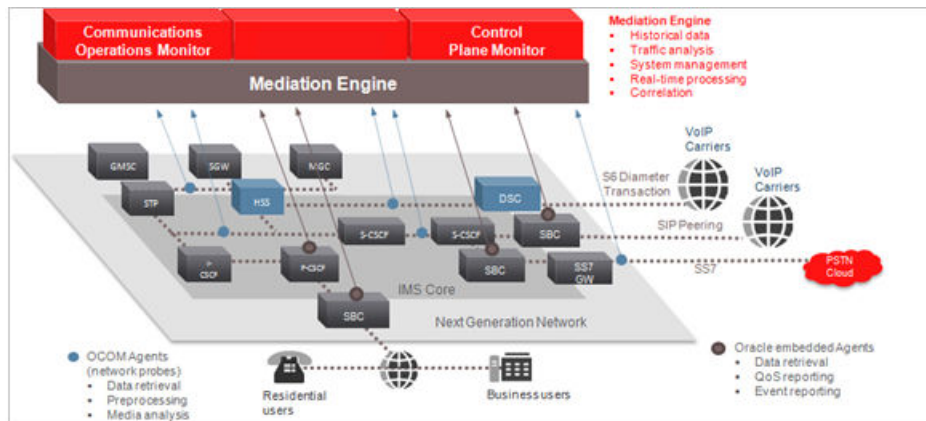 Communications
Operations Monitor
Control
Plane Monitor
Mediation Engine
Mediation Engine
▪ Historical data
▪ Traffic analysis
▪ System management
▪ Real-time processing
▪ Correlation
GMSC
SGW
MGC
STP
HSS
DSC
S6 Diameter
Transaction
VoIP
Carriers
VoIP
Carriers
S-CSCF
S-CSCF
SBC
SIP Peering
CSCF
P-CSCF
SBC
SS7
GW
SS7
PSTN
Cloud
IMS Core
SBC
Next Generation Network
OCOM Agents
(network probes)
▪ Data retrieval
▪ Preprocessing
▪ Media analysis
Residential
users
Business users
Oracle embedded Agents
▪ Data retrieval
▪ QoS reporting
▪ Event reporting